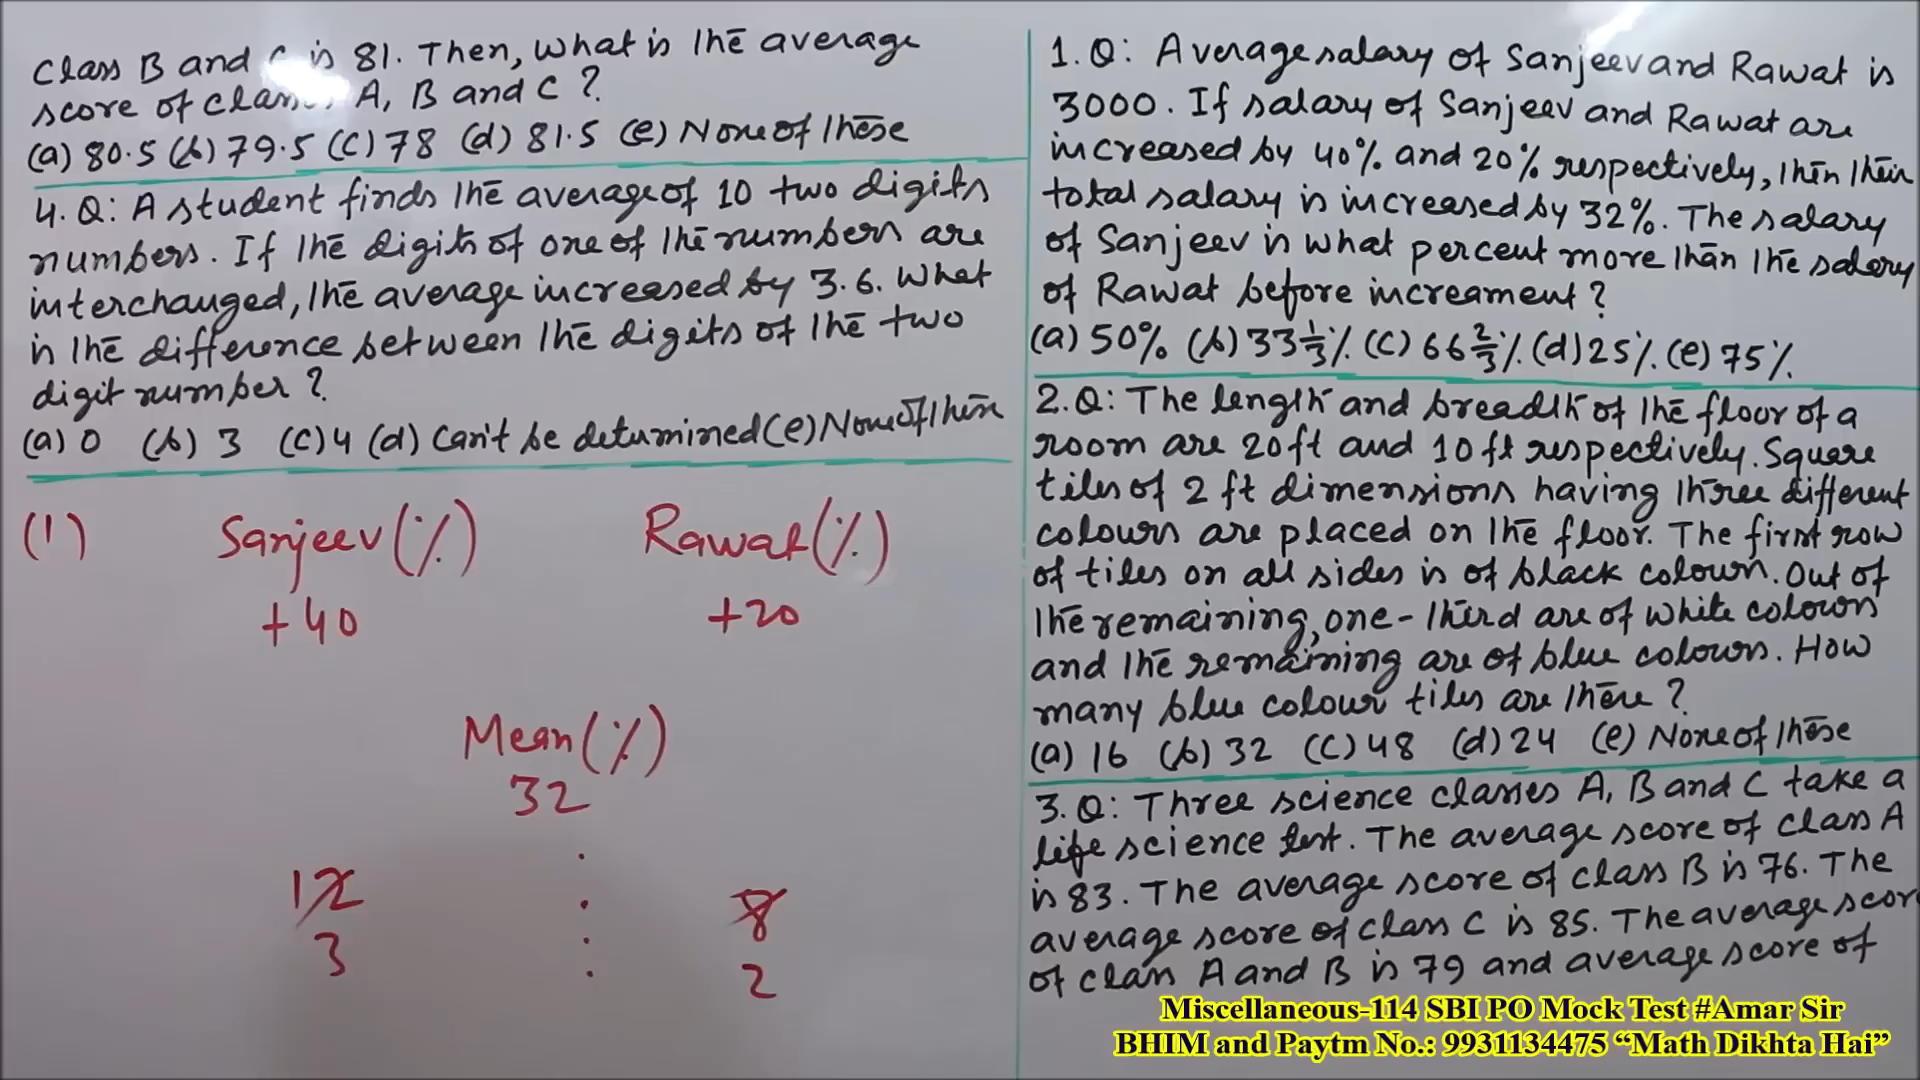 class B and C is 81. Then, what is the average
score of classes A, B and C ?
(a) 80.5 (b) 79.5 (c) 78 (d) 81.5 (e) None of these
4. Q: A student finds the average of 10 two digits
numbers. If the digits of one of the numbers are
interchanged, the average increased by 3.6. What
is the difference between the digits of the two
digit number ?
(a) 0 (b) 3 (c) 4 (d) Can't be determined (e) None of these
(1) Sanjeev (%) Rawat (%)
+40 +20
Mean (%)
32
12 : 8
3 : 2
1. Q: Average salary of Sanjeev and Rawat is
3000. If salary of Sanjeev and Rawat are
increased by 40% and 20% respectively, then their
total salary is increased by 32%. The salary
of Sanjeev is what percent more than the salary
of Rawat before increament ?
(a) 50% (b) 33 1/3 % (c) 66 2/3 % (d) 25% (e) 75%
2. Q: The length and breadth of the floor of a
room are 20 ft and 10 ft respectively. Square
tiles of 2 ft dimensions having three different
colours are placed on the floor. The first row
of tiles on all sides is of black colour. Out of
the remaining, one-third are of white colours
and the remaining are of blue colours. How
many blue colour tiles are there ?
(a) 16 (b) 32 (c) 48 (d) 24 (e) None of these
3. Q: Three science classes A, B and C take a
life science test. The average score of class A
is 83. The average score of class B is 76. The
average score of class C is 85. The average scor
of class A and B is 79 and average score of
Miscellaneous-114 SBI PO Mock Test #Amar Sir
BHIM and Paytm No.: 9931134475 “Math Dikhta Hai”